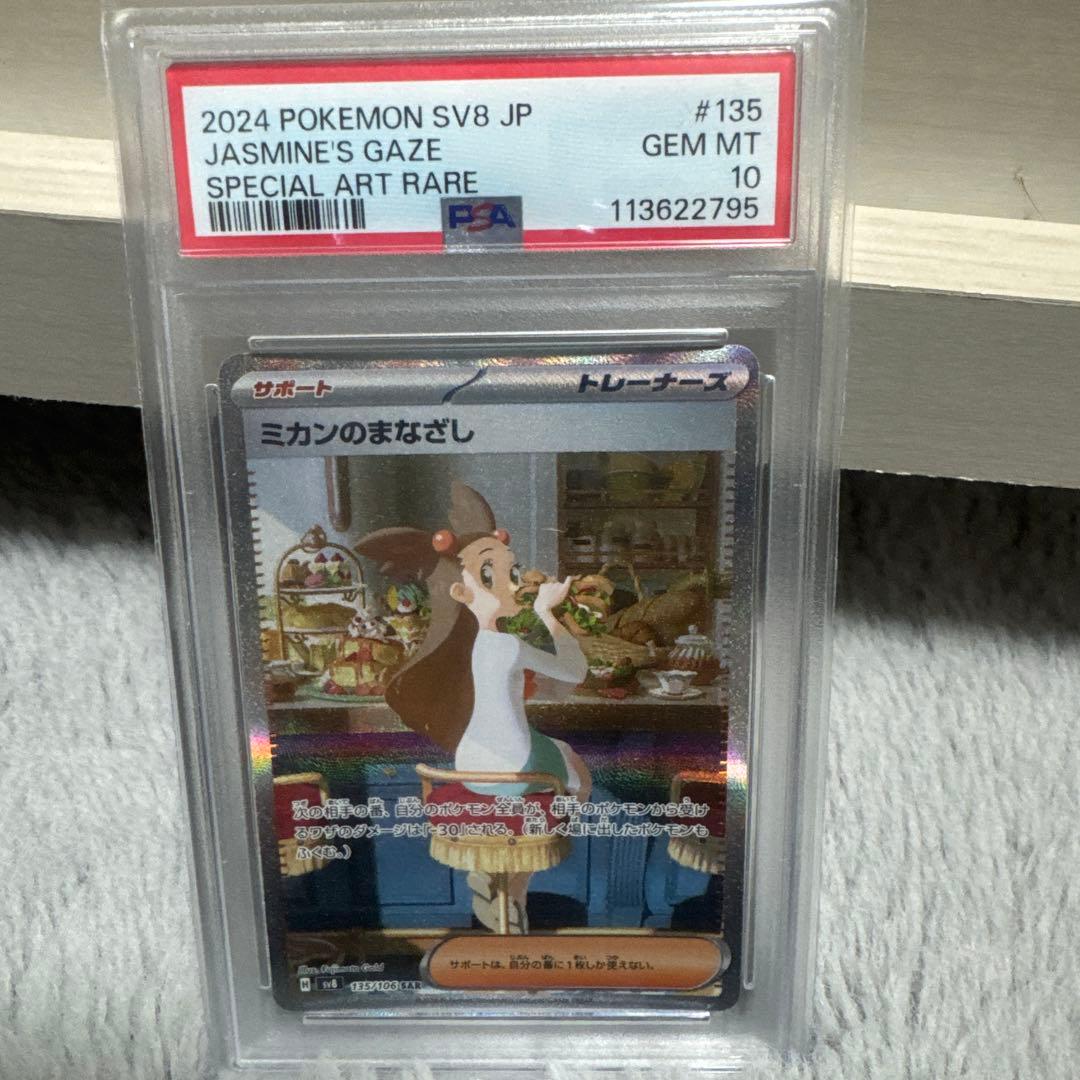 2024 POKEMON SV8 JP #135
JASMINE'S GAZE GEM MT
SPECIAL ART RARE 10
PSA 113622795
サポート トレーナーズ
ミカンのまなざし
次の相手の番、自分のポケモン全員が、相手のポケモンから受け
るワザのダメージは「-30」される。（新しく場に出したポケモンも
ふくむ。）
サポートは、自分の番に1枚しか使えない。
Illus. Fujimoto Gold
H SV8 135/106 SAR